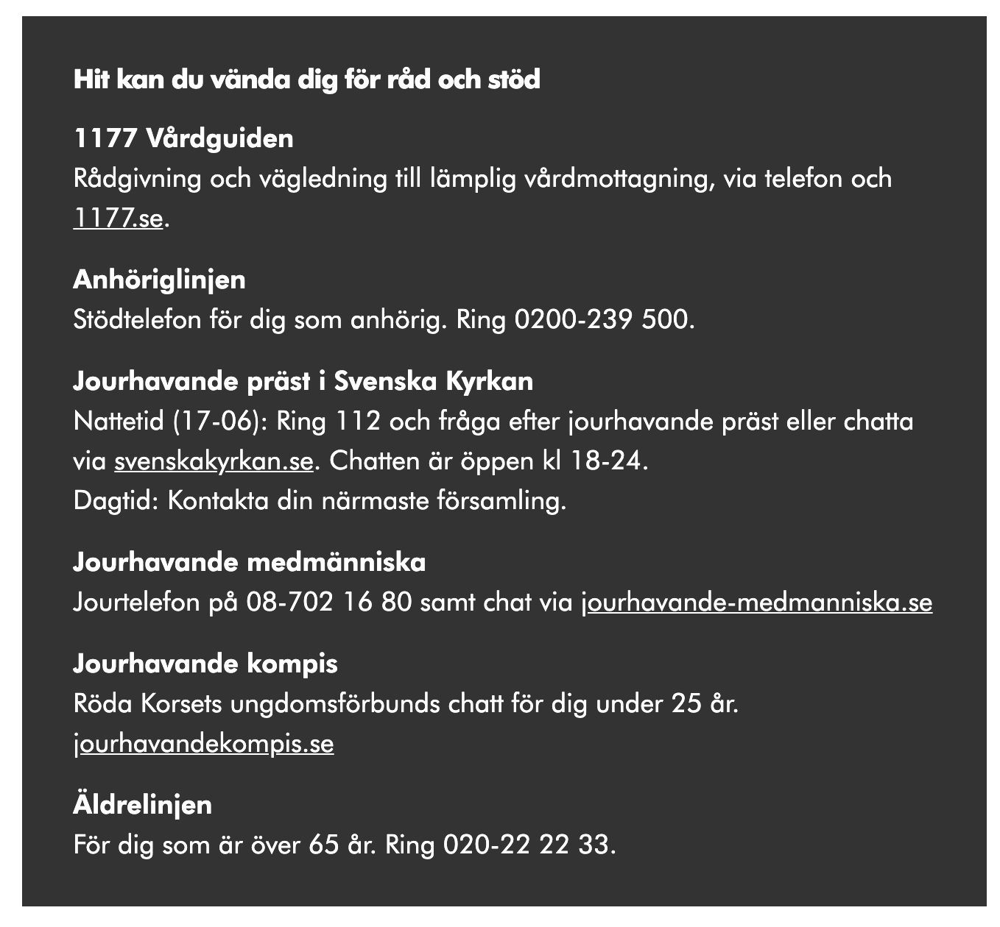 Hit kan du vända dig för råd och stöd
1177 Vårdguiden
Rådgivning och vägledning till lämplig vårdmottagning, via telefon och
1177.se.
Anhöriglinjen
Stödtelefon för dig som anhörig. Ring 0200-239 500.
Jourhavande präst i Svenska Kyrkan
Nattetid (17-06): Ring 112 och fråga efter jourhavande präst eller chatta
via svenskakyrkan.se. Chatten är öppen kl 18-24.
Dagtid: Kontakta din närmaste församling.
Jourhavande medmänniska
Jourtelefon på 08-702 16 80 samt chat via jourhavande-medmanniska.se
Jourhavande kompis
Röda Korsets ungdomsförbunds chatt för dig under 25 år.
jourhavandekompis.se
Äldrelinjen
För dig som är över 65 år. Ring 020-22 22 33.